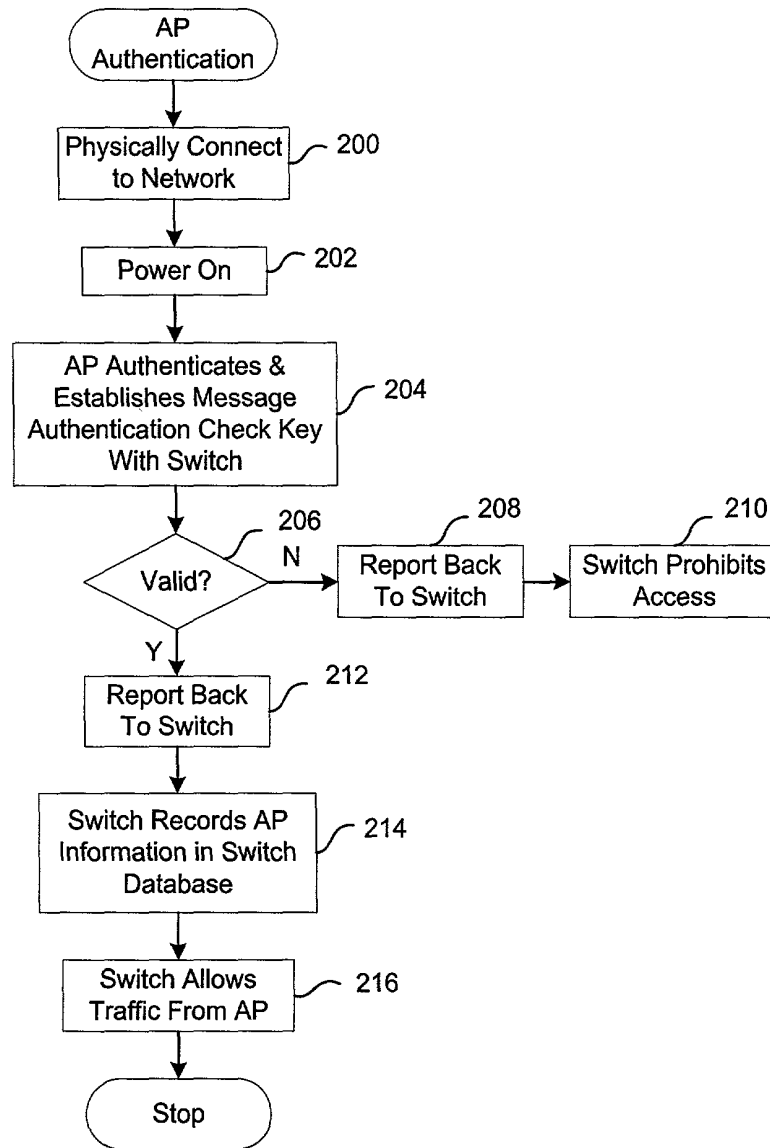 AP
Authentication
Physically Connect
to Network
200
Power On
202
AP Authenticates &
Establishes Message
Authentication Check Key
With Switch
204
206
Valid?
N
208
Report Back
To Switch
210
Switch Prohibits
Access
Y
212
Report Back
To Switch
Switch Records AP
Information in Switch
Database
214
Switch Allows
Traffic From AP
216
Stop